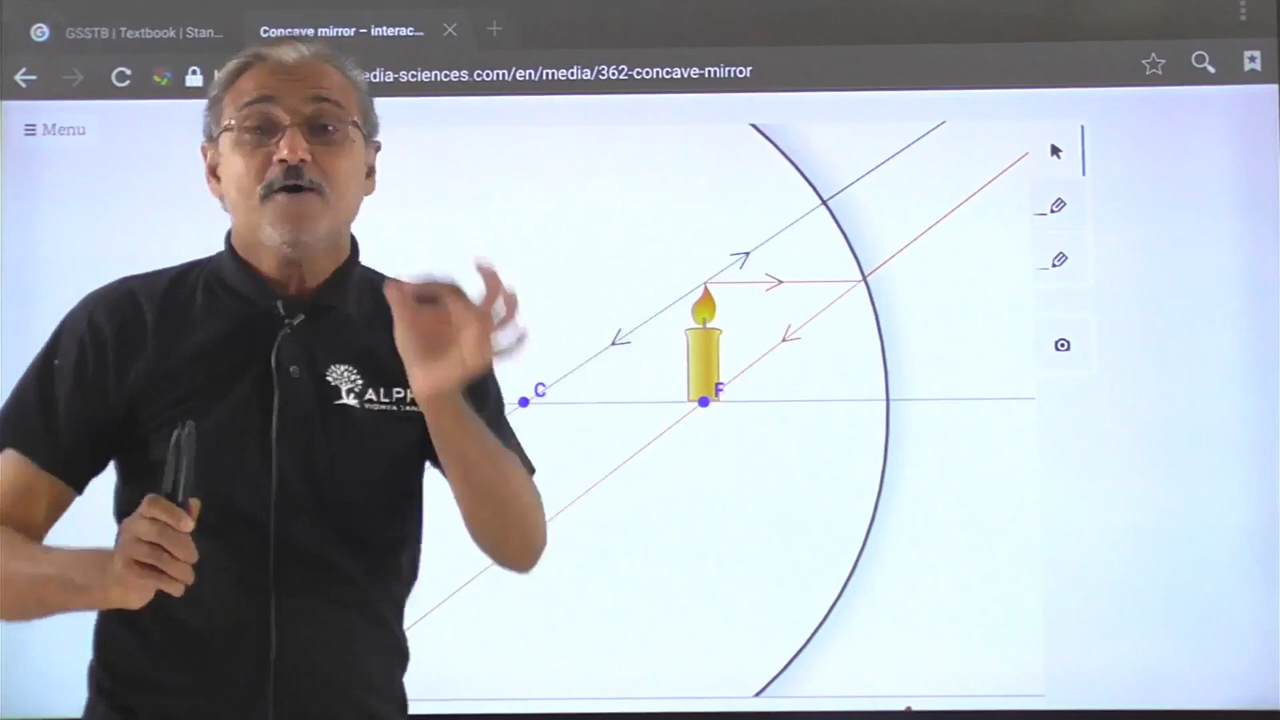 GSSTB | Textbook | Stan...
Concave mirror – interac...
edia-sciences.com/en/media/362-concave-mirror
Menu
C
F
ALPH